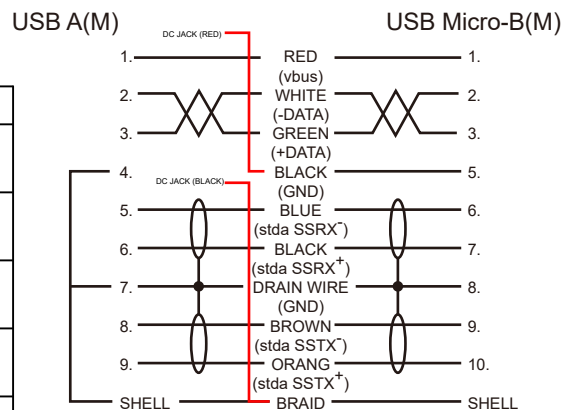 USB A(M) USB Micro-B(M)
DC JACK (RED)
1. RED 1.
(vbus)
2. WHITE 2.
(-DATA)
3. GREEN 3.
(+DATA)
4. BLACK 5.
DC JACK (BLACK)
(GND)
5. BLUE 6.
(stda SSRX-)
6. BLACK 7.
(stda SSRX+)
7. DRAIN WIRE 8.
(GND)
8. BROWN 9.
(stda SSTX-)
9. ORANG 10.
(stda SSTX+)
SHELL BRAID SHELL